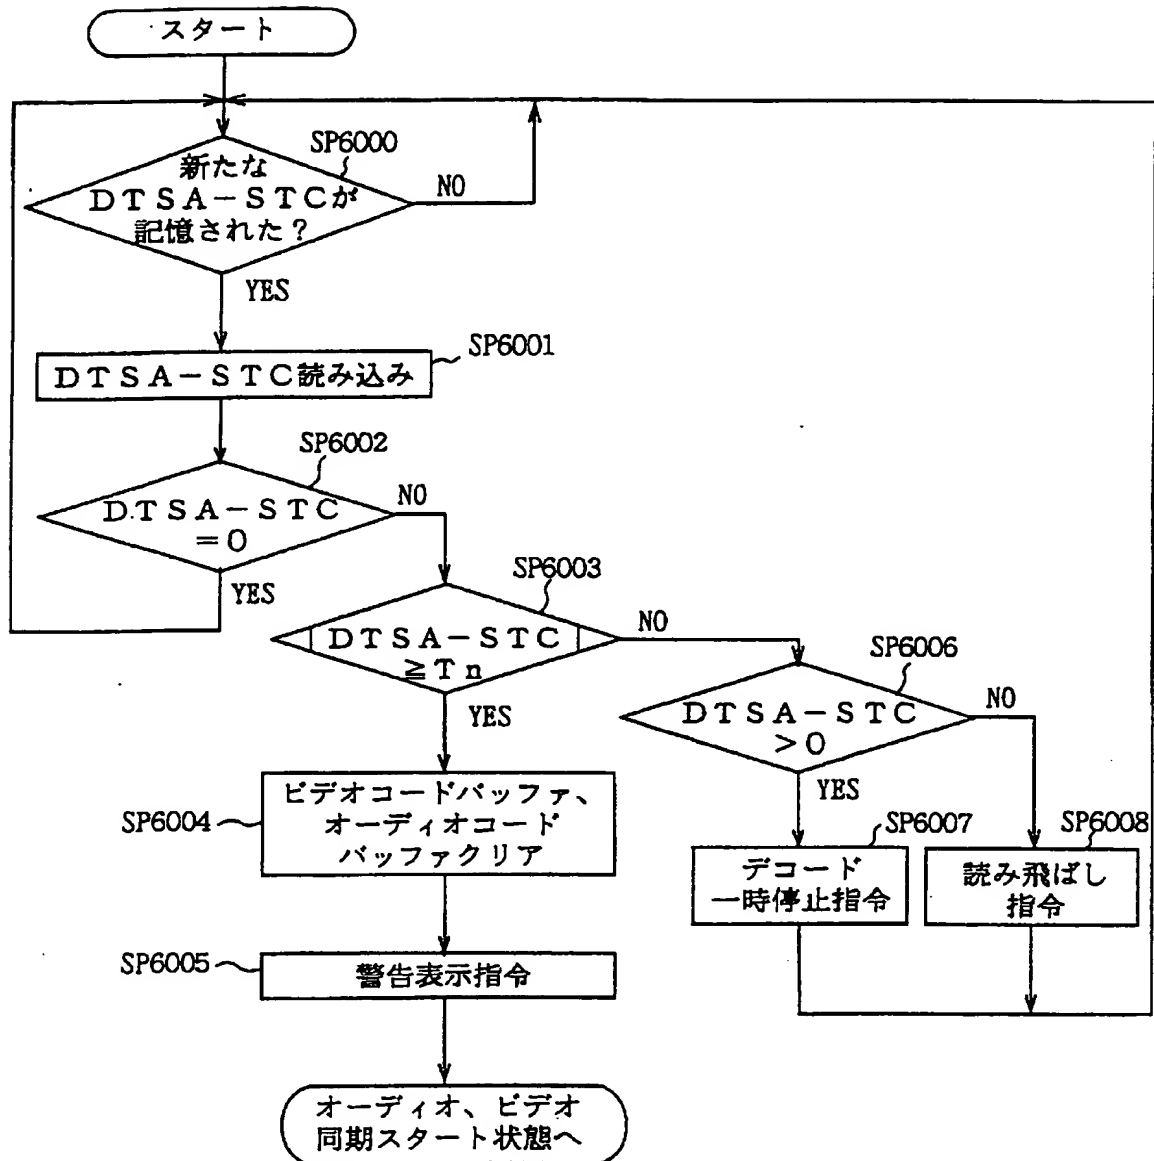 スタート
SP6000
新たな
DTSA-STCが
記憶された?
NO
YES
SP6001
DTSA-STC読み込み
SP6002
DTSA-STC
=0
NO
YES
SP6003
|DTSA-STC|
≧Tn
NO
YES
SP6006
DTSA-STC
>0
NO
YES
SP6004
ビデオコードバッファ、
オーディオコード
バッファクリア
SP6007
デコード
一時停止指令
SP6008
読み飛ばし
指令
SP6005
警告表示指令
オーディオ、ビデオ
同期スタート状態へ